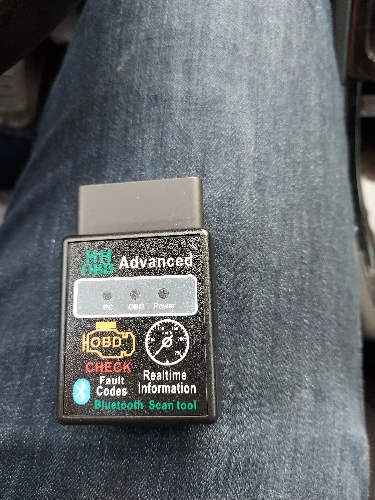 HH OBD Advanced
PC OBD Power
OBD
CHECK
Fault Codes
Realtime Information
Bluetooth Scan tool